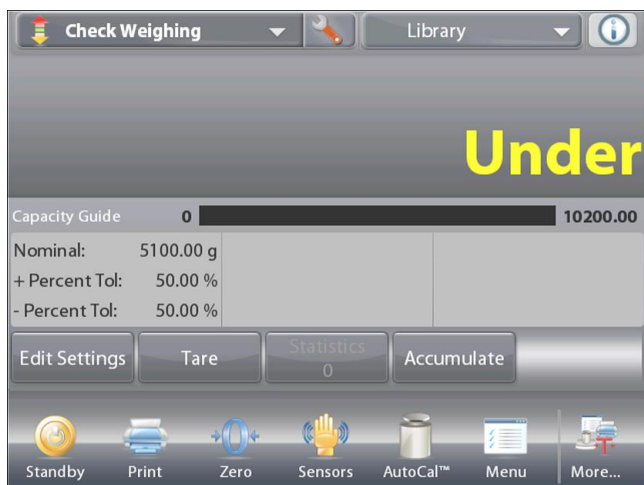 Check Weighing
Library
Under
Capacity Guide 0 10200.00
Nominal: 5100.00 g
+ Percent Tol: 50.00 %
- Percent Tol: 50.00 %
Edit Settings Tare Statistics 0 Accumulate
Standby Print Zero Sensors AutoCal™ Menu More...